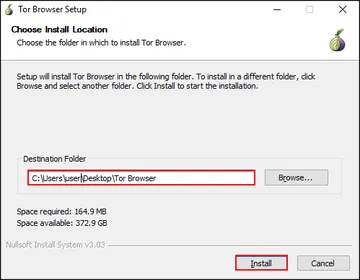 Tor Browser Setup
Choose Install Location
Choose the folder in which to install Tor Browser.
Setup will install Tor Browser in the following folder. To install in a different folder, click
Browse and select another folder. Click Install to start the installation.
Destination Folder
C:\Users\user\Desktop\Tor Browser
Browse...
Space required: 164.9 MB
Space available: 372.9 GB
Nullsoft Install System v3.03
Install
Cancel